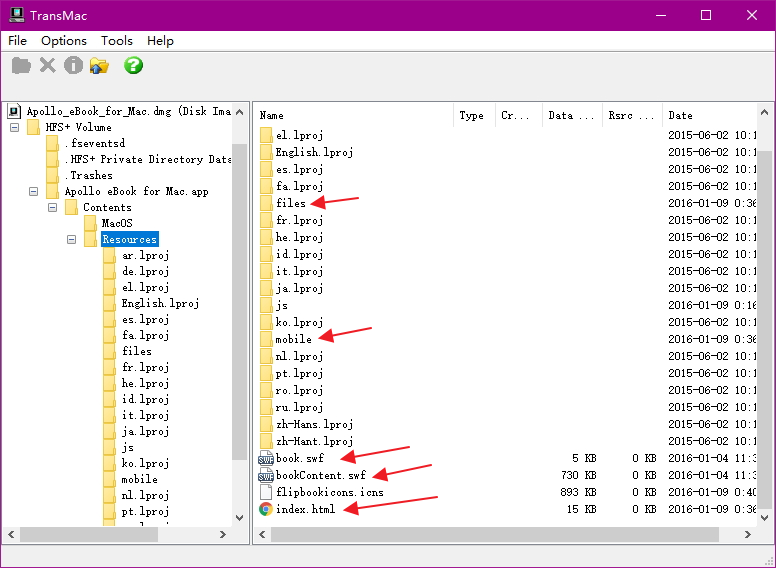 TransMac
File Options Tools Help
Apollo_eBook_for_Mac.dmg (Disk Ima
HFS+ Volume
.fseventsd
.HFS+ Private Directory Data
.Trashes
Apollo eBook for Mac.app
Contents
MacOS
Resources
ar.lproj
de.lproj
el.lproj
English.lproj
es.lproj
fa.lproj
files
fr.lproj
he.lproj
id.lproj
it.lproj
ja.lproj
js
ko.lproj
mobile
nl.lproj
pt.lproj
Name Type Cr... Data ... Rsrc ... Date
el.lproj 2015-06-02 10:1
English.lproj 2015-06-02 10:1
es.lproj 2015-06-02 10:1
fa.lproj 2015-06-02 10:1
files 2016-01-09 0:36
fr.lproj 2015-06-02 10:1
he.lproj 2015-06-02 10:1
id.lproj 2015-06-02 10:1
it.lproj 2015-06-02 10:1
ja.lproj 2015-06-02 10:1
js 2016-01-09 0:16
ko.lproj 2015-06-02 10:1
mobile 2016-01-09 0:36
nl.lproj 2015-06-02 10:1
pt.lproj 2015-06-02 10:1
ro.lproj 2015-06-02 10:1
ru.lproj 2015-06-02 10:1
zh-Hans.lproj 2015-06-02 10:1
zh-Hant.lproj 2015-06-02 10:1
SWF book.swf 5 KB 0 KB 2016-01-04 11:3
SWF bookContent.swf 730 KB 0 KB 2016-01-04 11:3
flipbookicons.icns 893 KB 0 KB 2016-01-09 0:40
index.html 15 KB 0 KB 2016-01-09 0:36